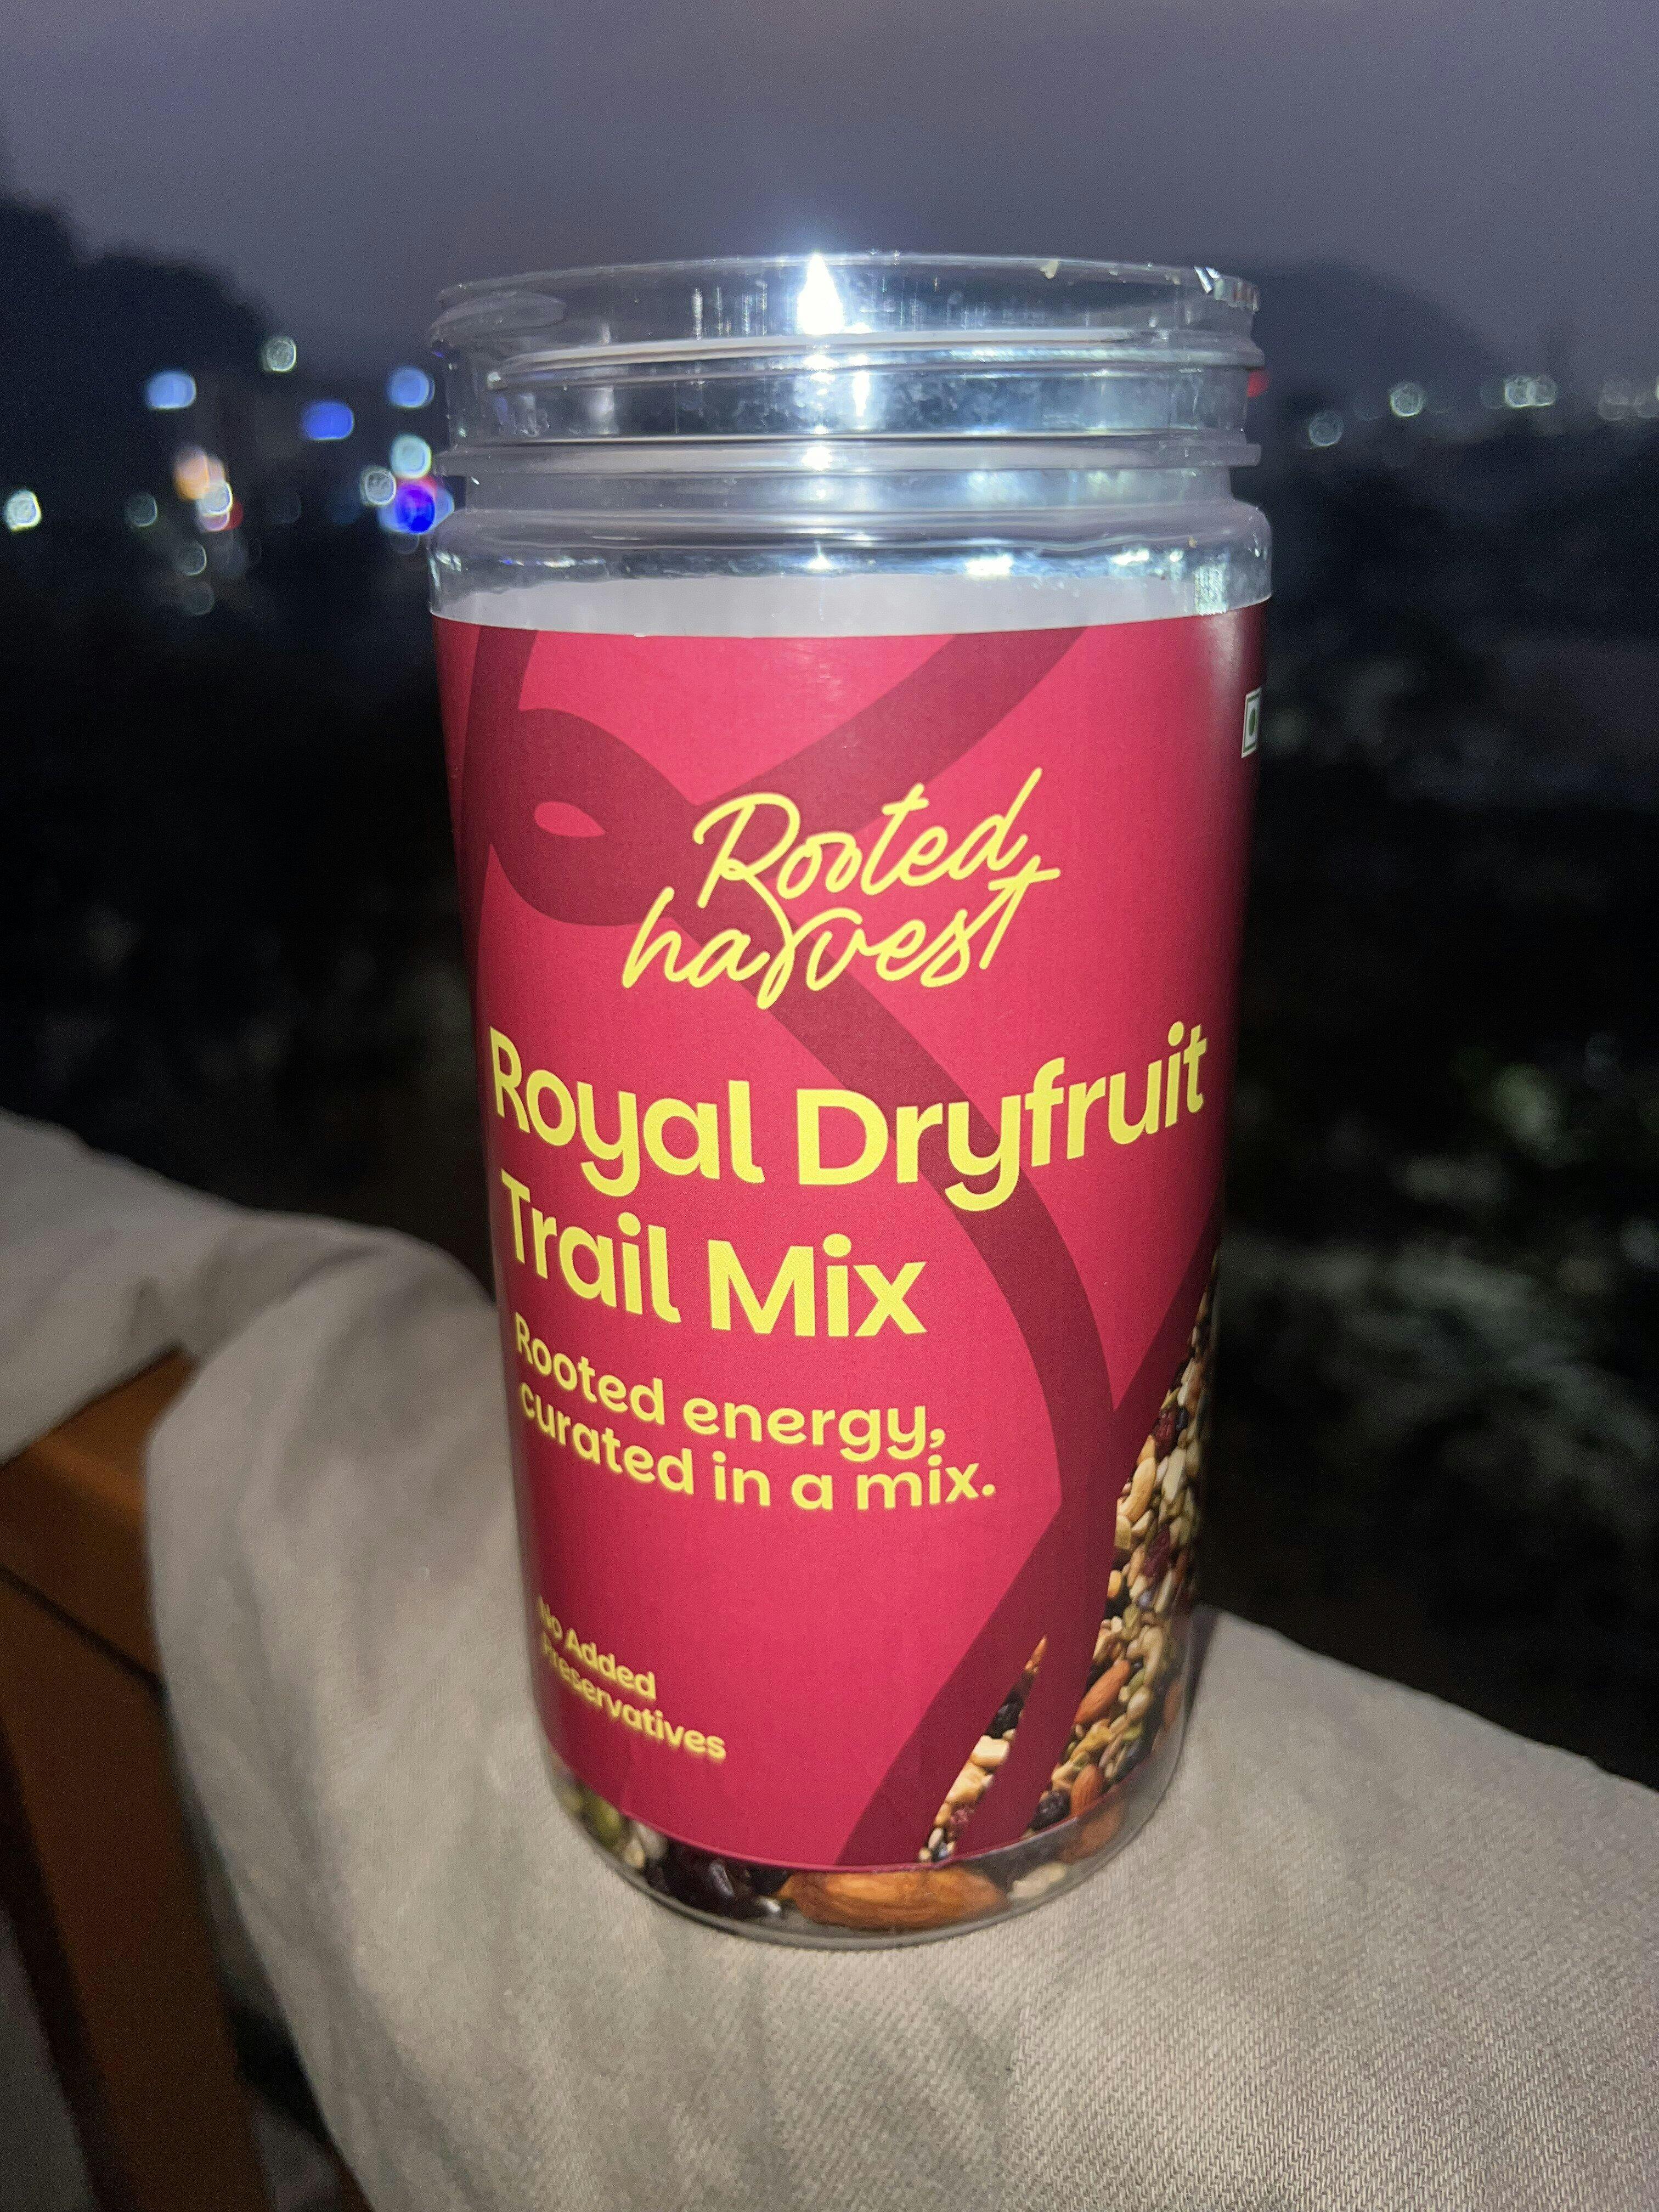 Rooted
harvest
Royal Dryfruit
Trail Mix
Rooted energy,
curated in a mix.
No Added
Preservatives